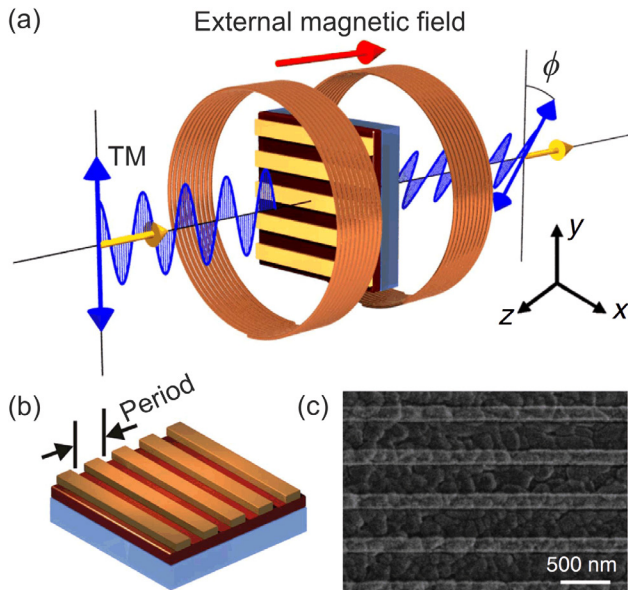 (a)
External magnetic field
ϕ
TM
y
z
x
(b)
Period
(c)
500 nm